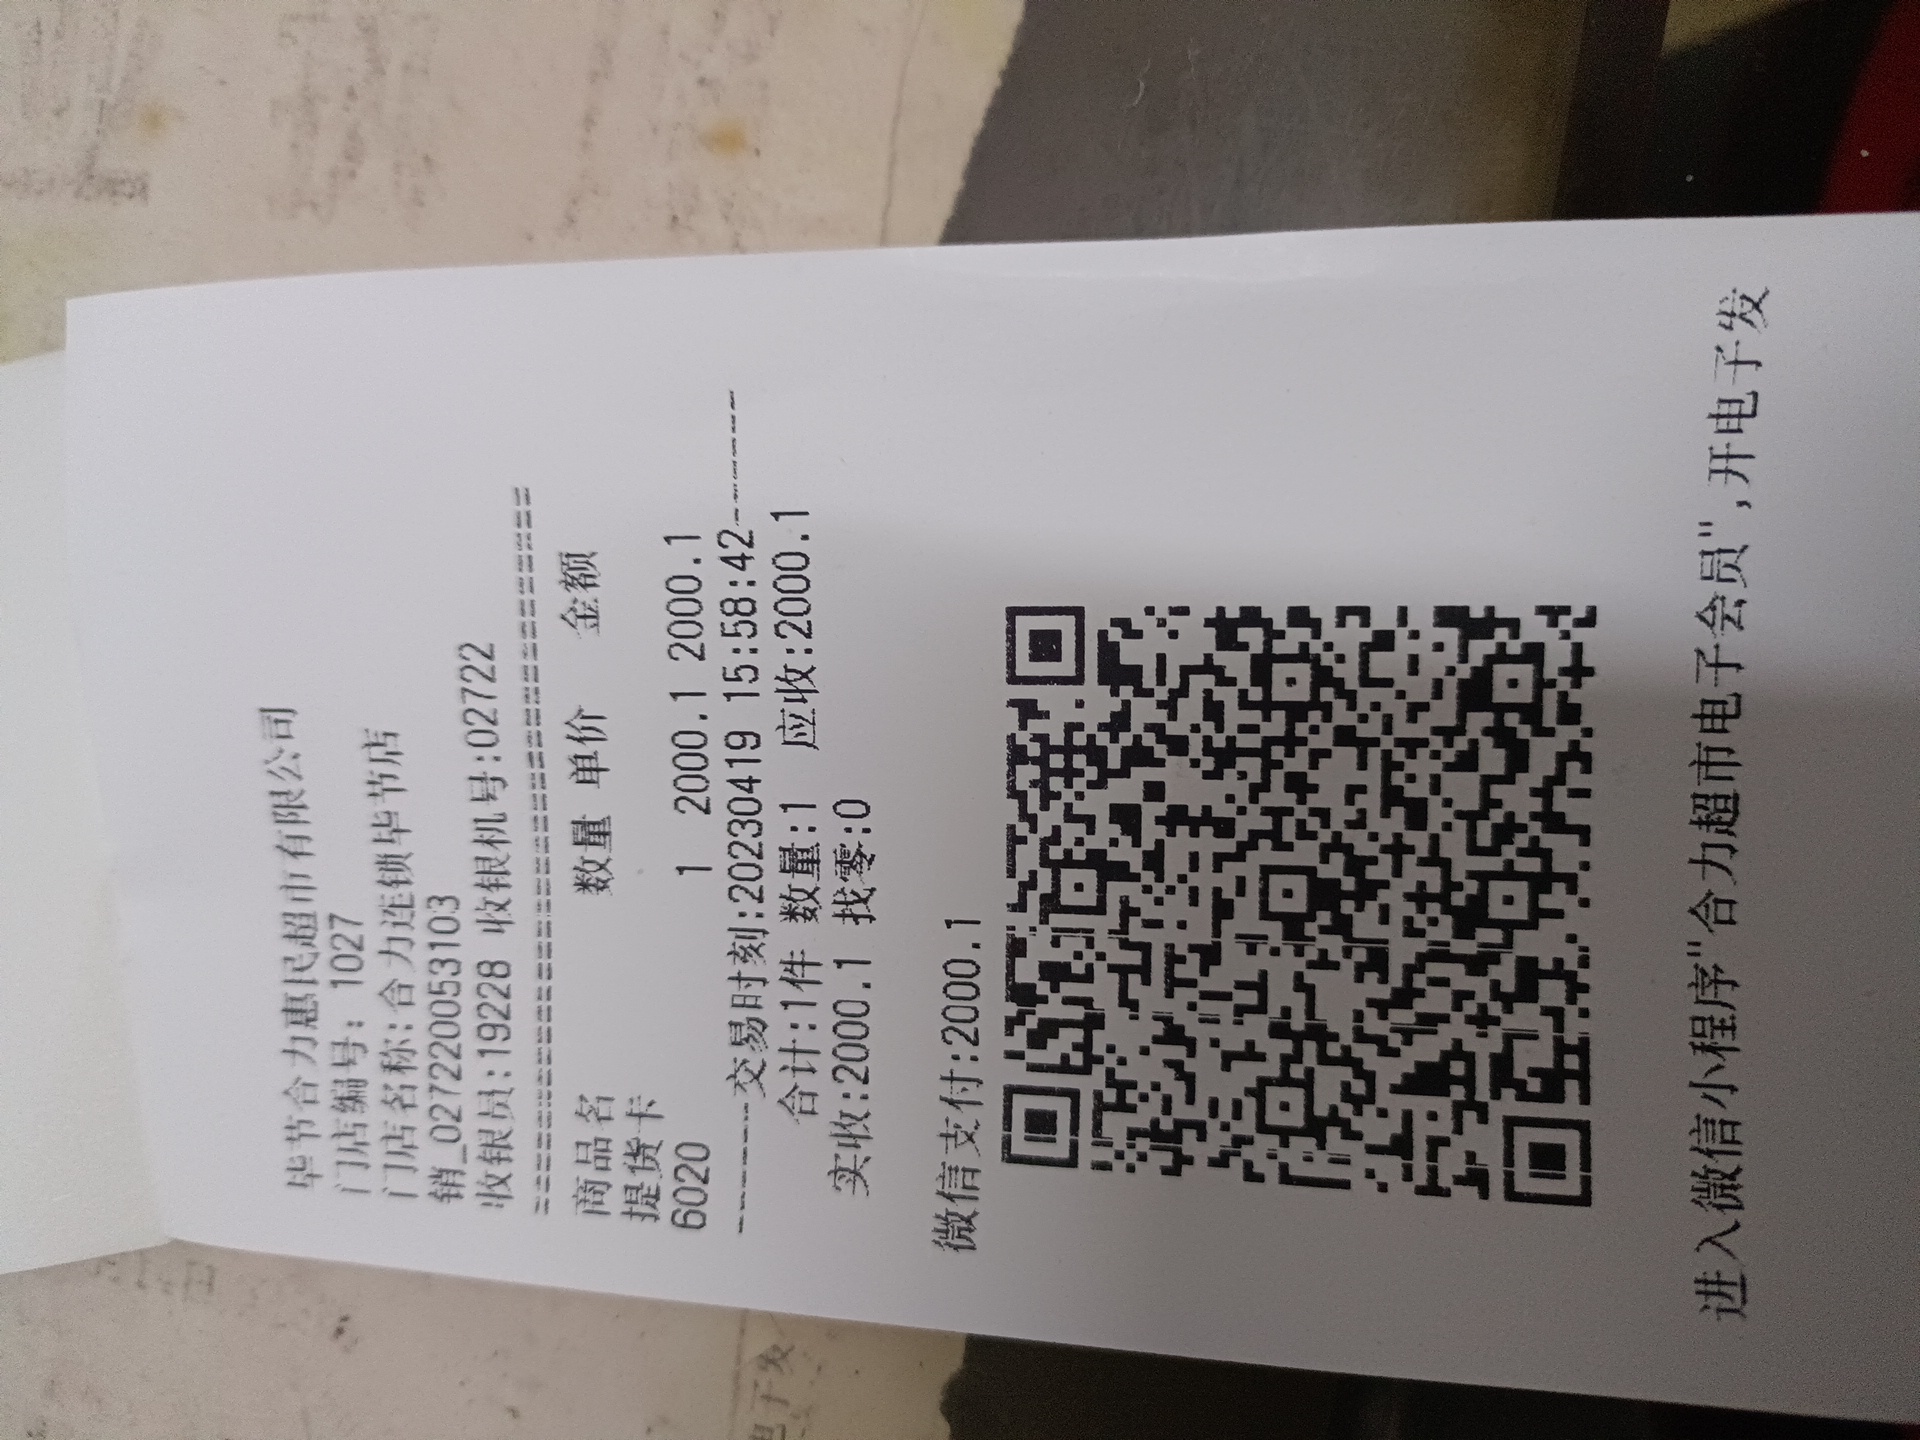 毕节合力惠民超市有限公司
门店编号: 1027
门店名称:合力连锁毕节店
销_027220053103
收银员:19228 收银机号:02722
==============================
商品名 数量 单价 金额
提货卡
6020 1 2000.1 2000.1
------交易时刻:20230419 15:58:42------
合计:1件 数量:1 应收:2000.1
实收:2000.1 找零:0
微信支付:2000.1
进入微信小程序"合力超市电子会员",开电子发
电子发